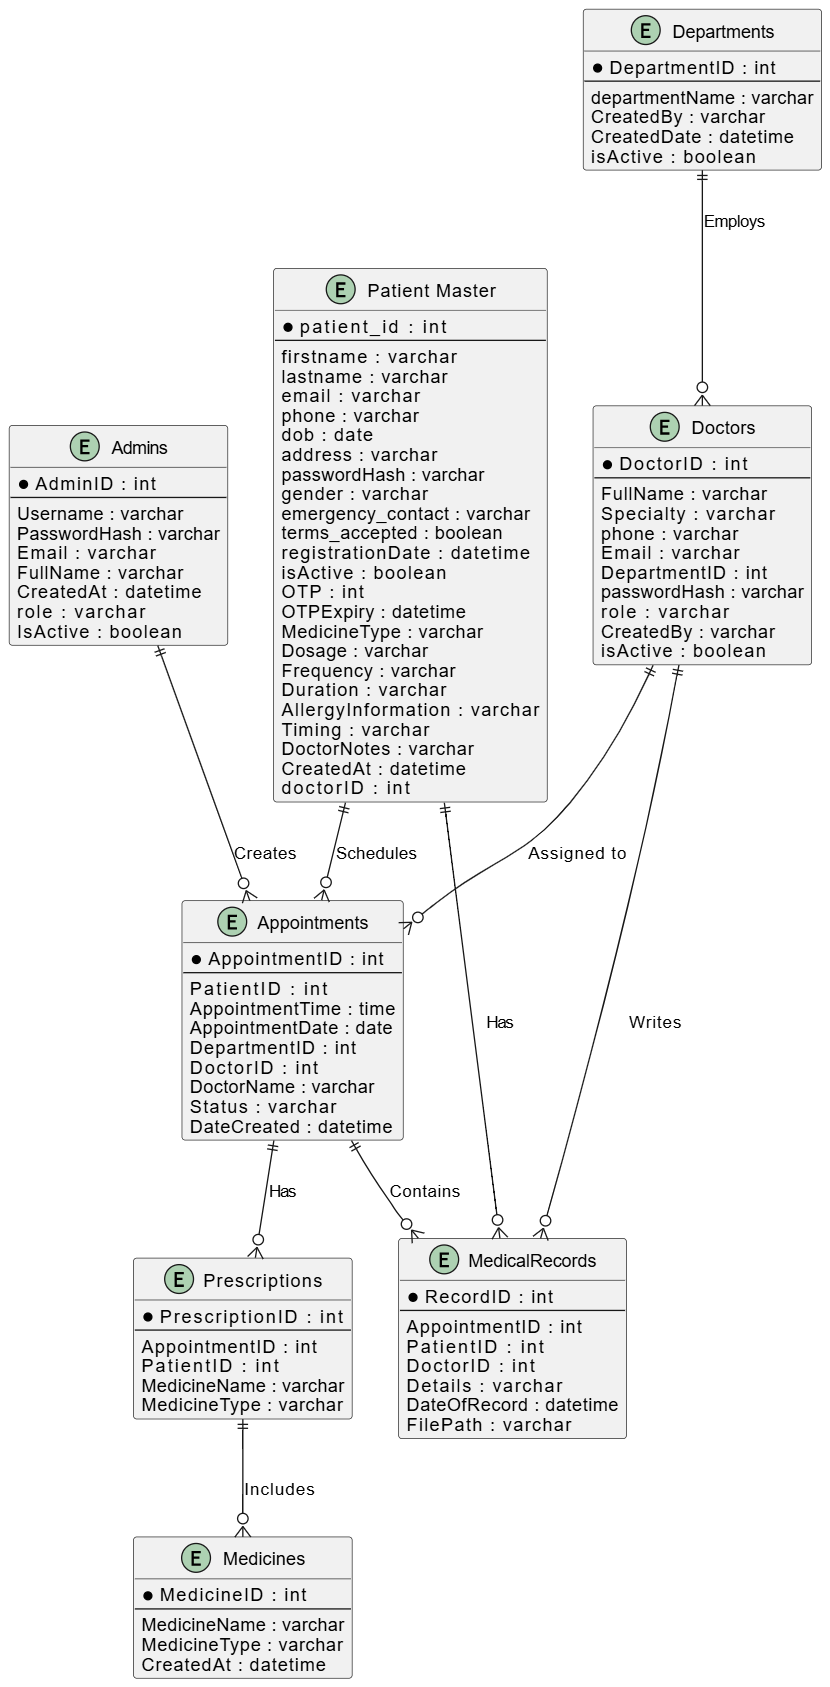 E Departments
DepartmentID : int
departmentName : varchar
CreatedBy : varchar
CreatedDate : datetime
isActive : boolean
Employs
E Patient Master
patient_id : int
firstname : varchar
lastname : varchar
email : varchar
phone : varchar
dob : date
address : varchar
passwordHash : varchar
gender : varchar
emergency_contact : varchar
terms_accepted : boolean
registrationDate : datetime
isActive : boolean
OTP : int
OTPExpiry : datetime
MedicineType : varchar
Dosage : varchar
Frequency : varchar
Duration : varchar
AllergyInformation : varchar
Timing : varchar
DoctorNotes : varchar
CreatedAt : datetime
doctorID : int
E Admins
AdminID : int
Username : varchar
PasswordHash : varchar
Email : varchar
FullName : varchar
CreatedAt : datetime
role : varchar
IsActive : boolean
E Doctors
DoctorID : int
FullName : varchar
Specialty : varchar
phone : varchar
Email : varchar
DepartmentID : int
passwordHash : varchar
role : varchar
CreatedBy : varchar
isActive : boolean
Creates
Schedules
Assigned to
E Appointments
AppointmentID : int
PatientID : int
AppointmentTime : time
AppointmentDate : date
DepartmentID : int
DoctorID : int
DoctorName : varchar
Status : varchar
DateCreated : datetime
Has
Writes
Has
Contains
E Prescriptions
PrescriptionID : int
AppointmentID : int
PatientID : int
MedicineName : varchar
MedicineType : varchar
E MedicalRecords
RecordID : int
AppointmentID : int
PatientID : int
DoctorID : int
Details : varchar
DateOfRecord : datetime
FilePath : varchar
Includes
E Medicines
MedicineID : int
MedicineName : varchar
MedicineType : varchar
CreatedAt : datetime